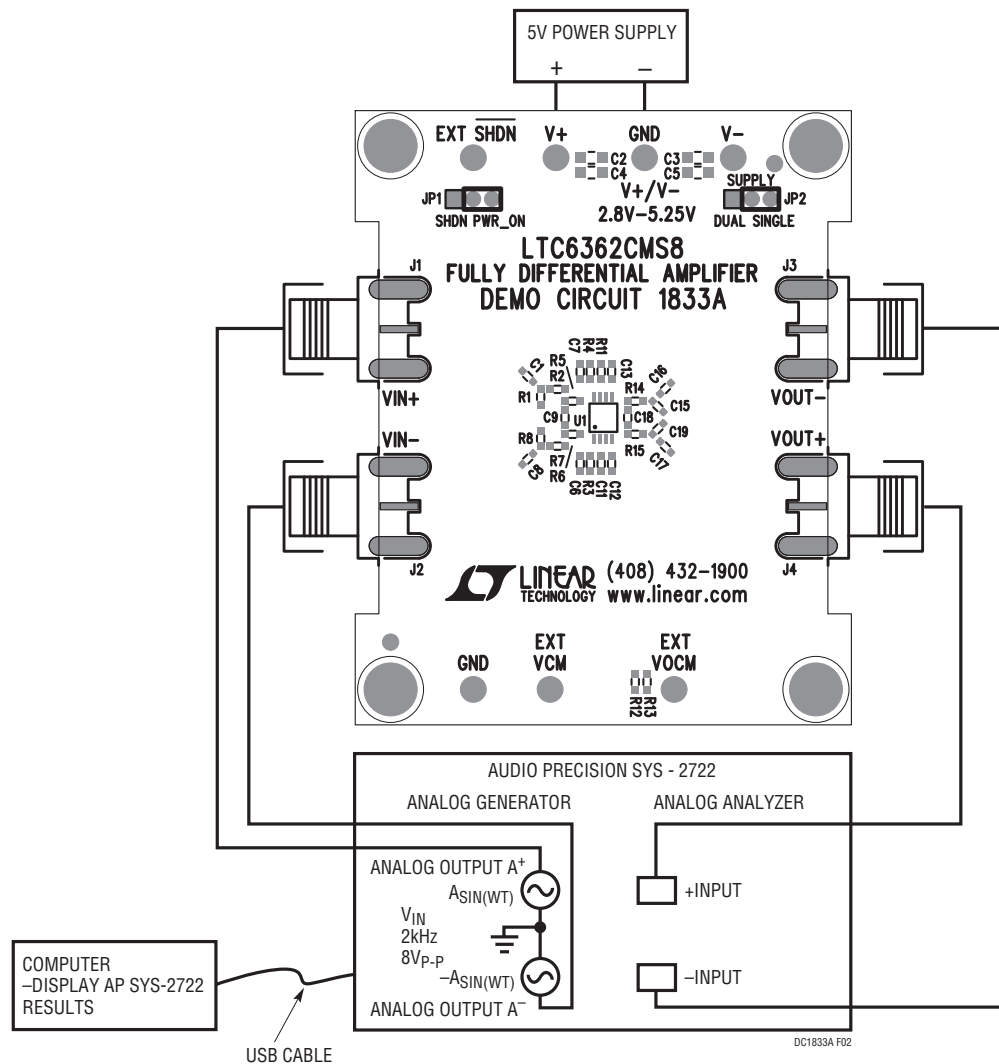 5V POWER SUPPLY
+ –
EXT SHDN V+ GND V-
C2 C3
C4 C5
SUPPLY
JP1 JP2
V+/V-
SHDN PWR_ON DUAL SINGLE
2.8V-5.25V
LTC6362CMS8
FULLY DIFFERENTIAL AMPLIFIER
DEMO CIRCUIT 1833A
J1 J3
C7 R4 R11 C13
R5
C1 R2 R14 C16
R1 C15
VIN+ VOUT-
C9 U1 C18
VIN- VOUT+
R8 C19
R7 R15 C17
C8 R6
C6 R3 C11 C12
J2 J4
LINEAR TECHNOLOGY
(408) 432-1900
www.linear.com
GND
EXT
VCM
EXT
VOCM
R12 R13
AUDIO PRECISION SYS - 2722
ANALOG GENERATOR ANALOG ANALYZER
ANALOG OUTPUT A+
ASIN(WT)
+INPUT
VIN
2kHz
8VP-P
–ASIN(WT)
–INPUT
ANALOG OUTPUT A–
COMPUTER
–DISPLAY AP SYS-2722
RESULTS
USB CABLE
DC1833A F02